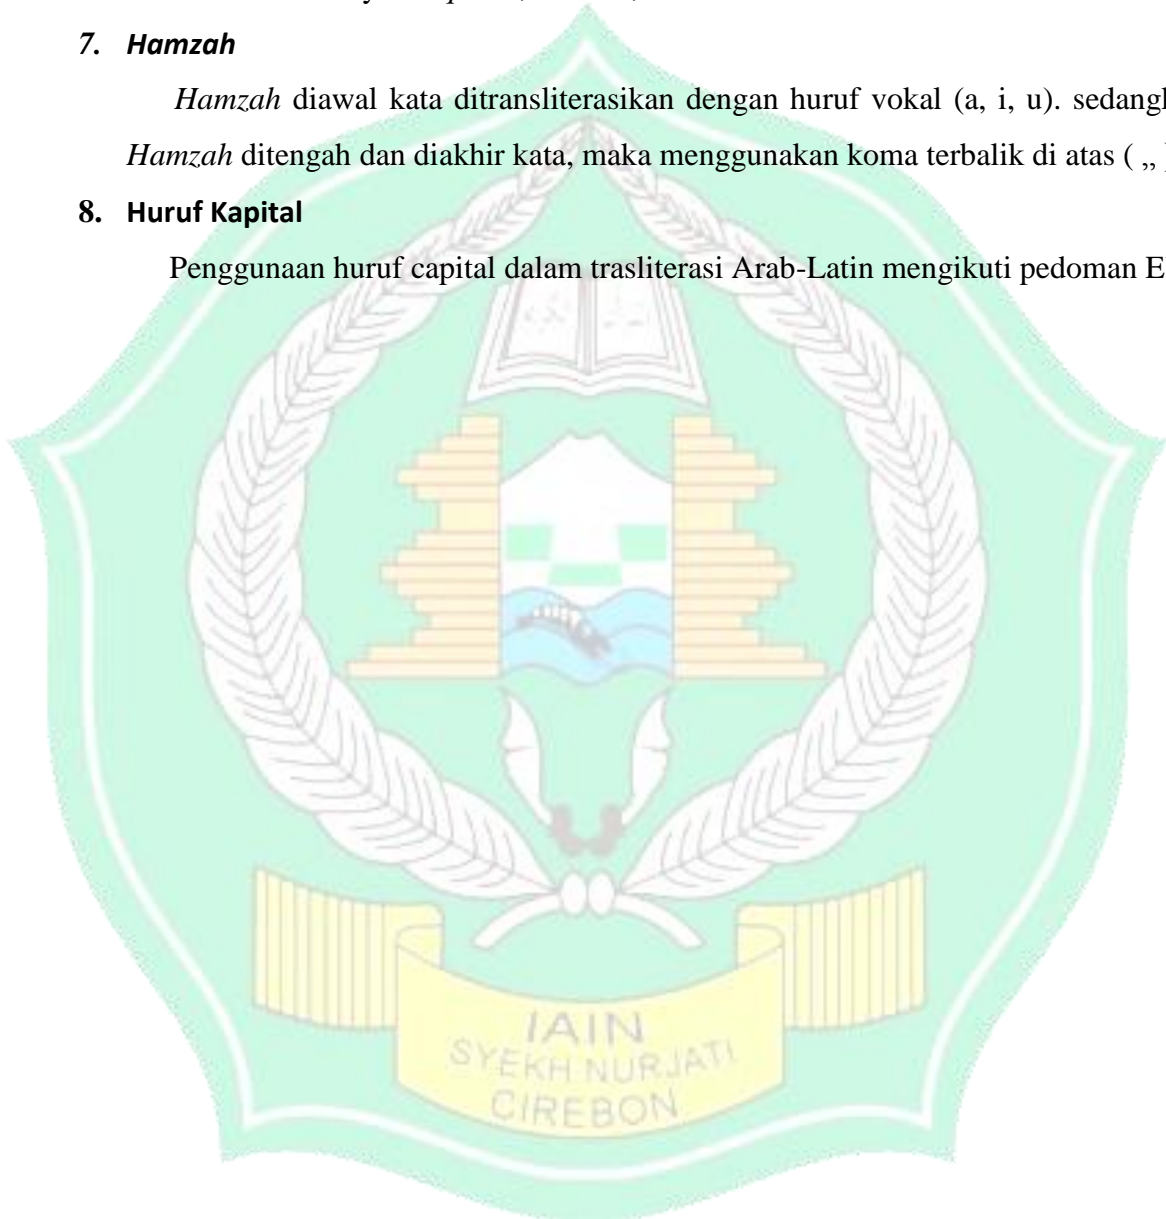 7. Hamzah
Hamzah diawal kata ditransliterasikan dengan huruf vokal (a, i, u). sedangk
Hamzah ditengah dan diakhir kata, maka menggunakan koma terbalik di atas ( „
8. Huruf Kapital
Penggunaan huruf capital dalam trasliterasi Arab-Latin mengikuti pedoman E
IAIN
SYEKH NURJATI
CIREBON